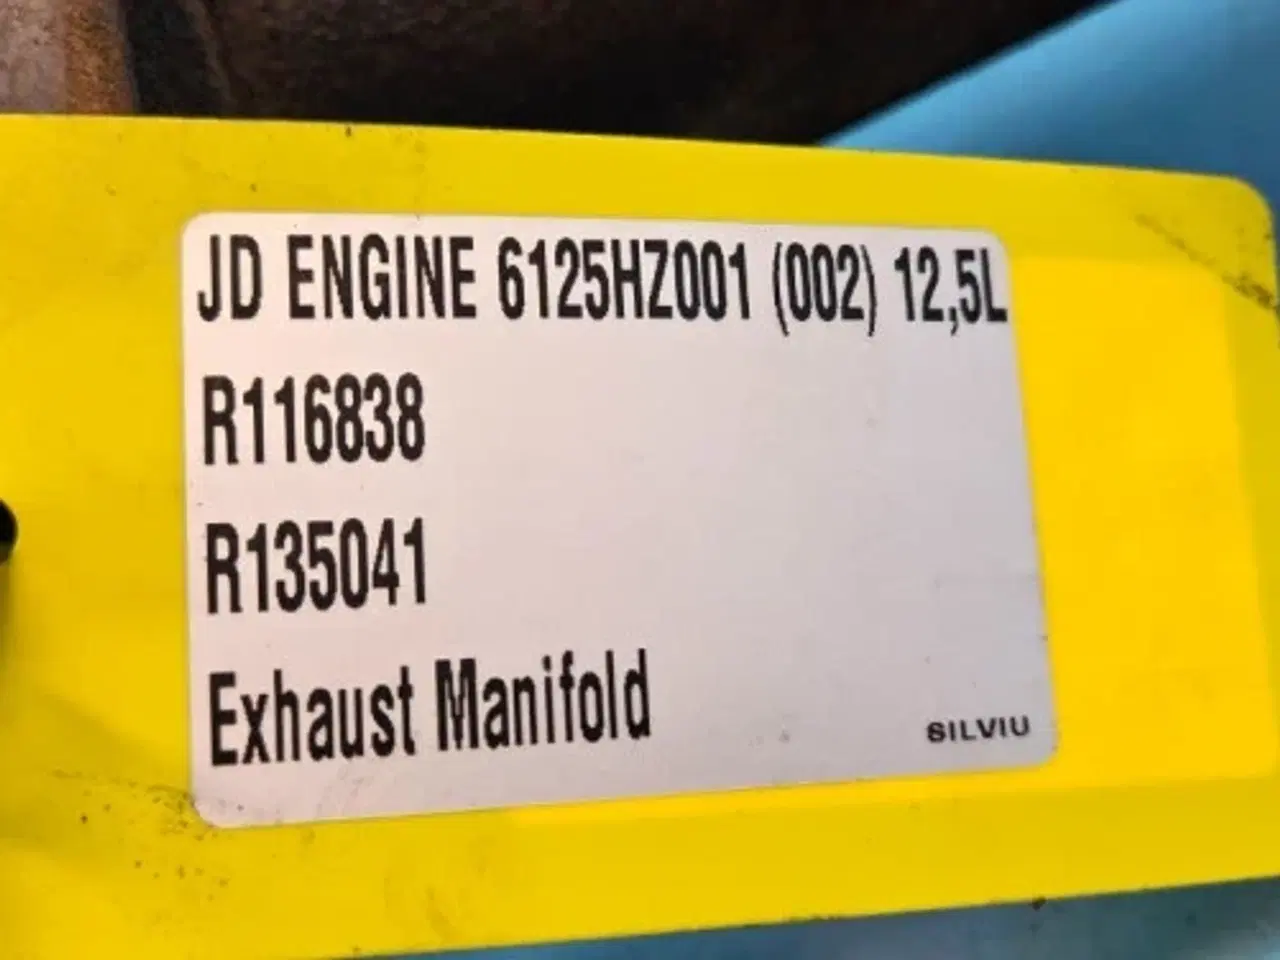 JD ENGINE 6125HZ001 (002) 12,5L
R116838
R135041
Exhaust Manifold
SILVIU